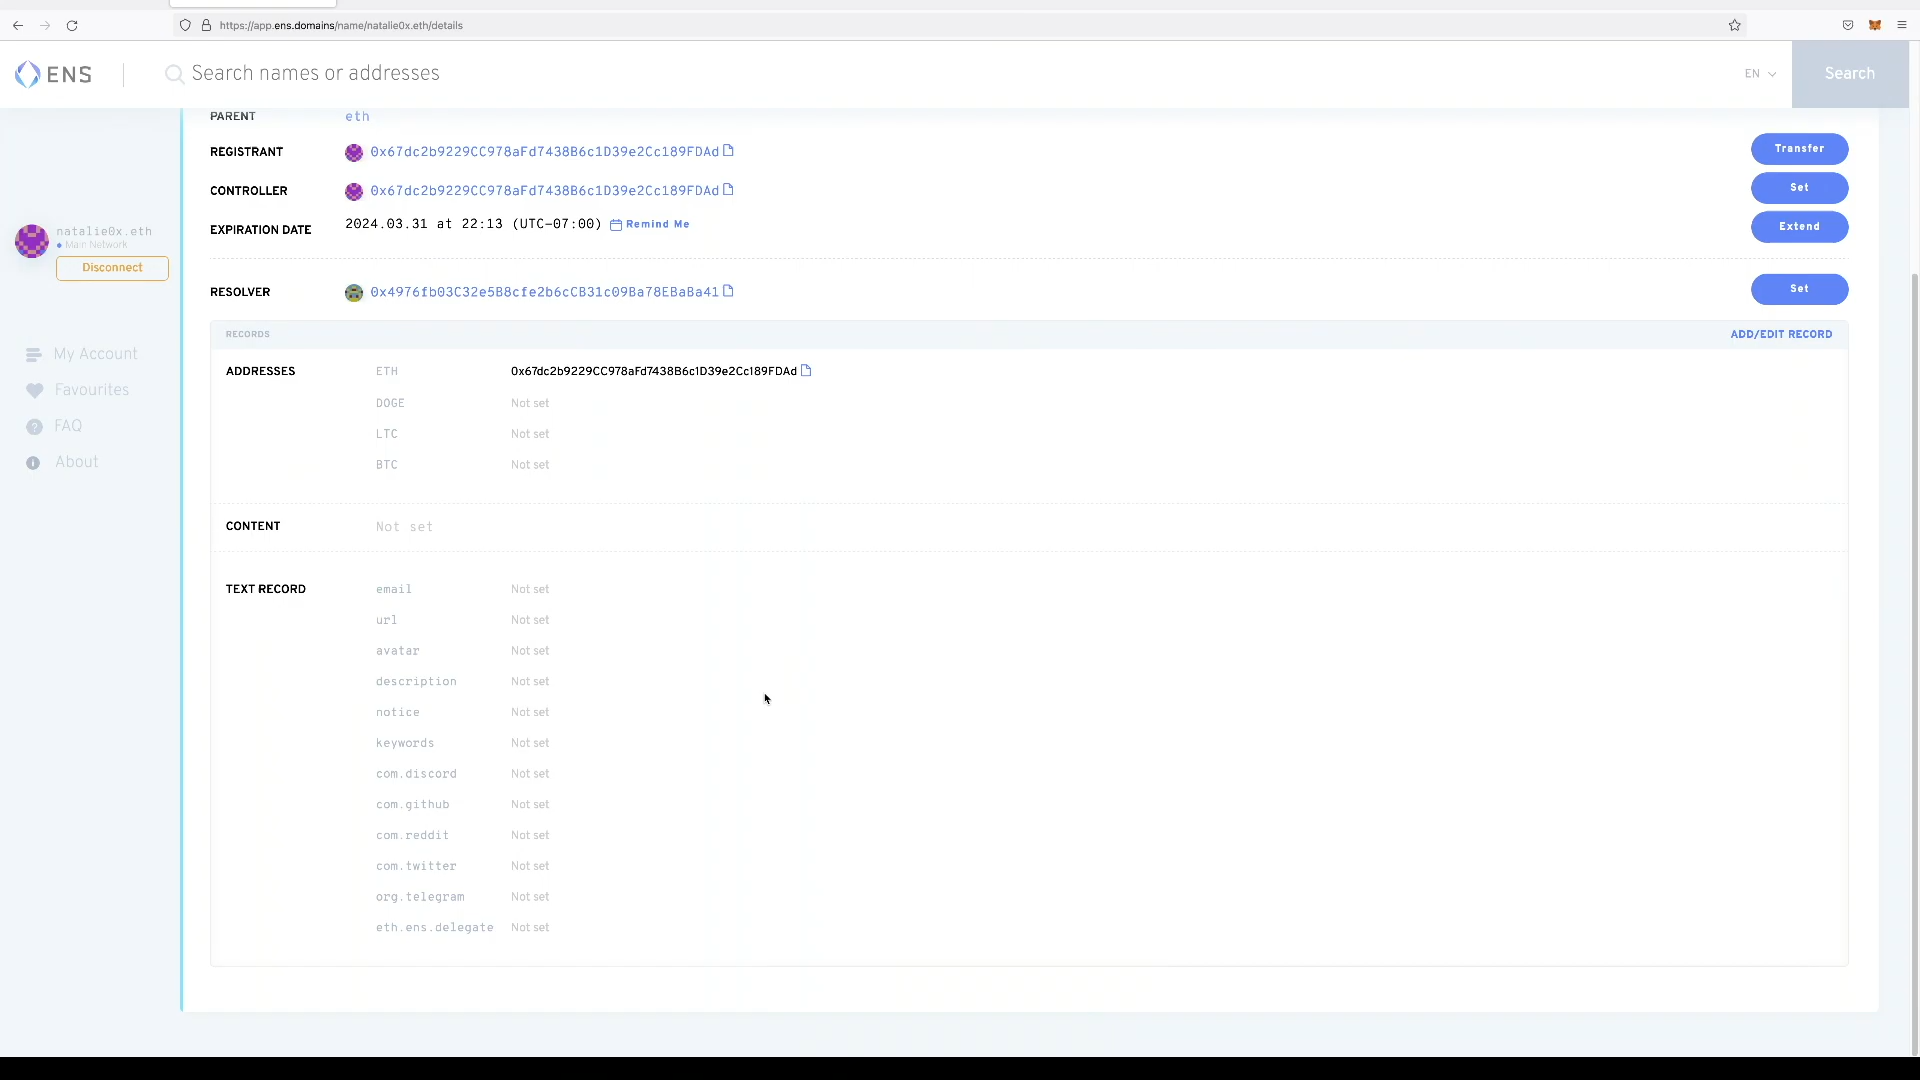 https://app.ens.domains/name/natalie0x.eth/details
ENS
Search names or addresses
EN
Search
PARENT eth
REGISTRANT 0x67dc2b9229CC978aFd7438B6c1D39e2Cc189FDAd Transfer
CONTROLLER 0x67dc2b9229CC978aFd7438B6c1D39e2Cc189FDAd Set
EXPIRATION DATE 2024.03.31 at 22:13 (UTC-07:00) Remind Me Extend
natalie0x.eth
Main Network
Disconnect
RESOLVER 0x4976fb03C32e5B8cfe2b6cCB31c09Ba78EBaBa41 Set
My Account
Favourites
FAQ
About
RECORDS ADD/EDIT RECORD
ADDRESSES ETH 0x67dc2b9229CC978aFd7438B6c1D39e2Cc189FDAd
DOGE Not set
LTC Not set
BTC Not set
CONTENT Not set
TEXT RECORD email Not set
url Not set
avatar Not set
description Not set
notice Not set
keywords Not set
com.discord Not set
com.github Not set
com.reddit Not set
com.twitter Not set
org.telegram Not set
eth.ens.delegate Not set